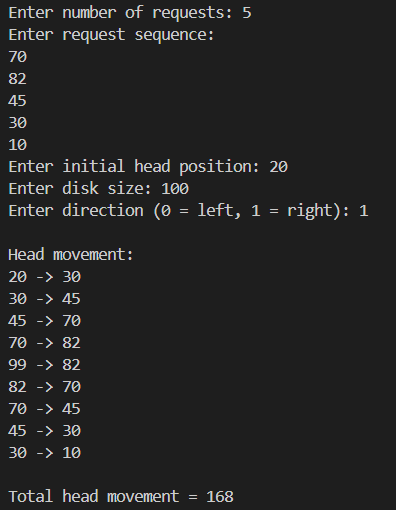 Enter number of requests: 5
Enter request sequence:
70
82
45
30
10
Enter initial head position: 20
Enter disk size: 100
Enter direction (0 = left, 1 = right): 1
Head movement:
20 -> 30
30 -> 45
45 -> 70
70 -> 82
99 -> 82
82 -> 70
70 -> 45
45 -> 30
30 -> 10
Total head movement = 168